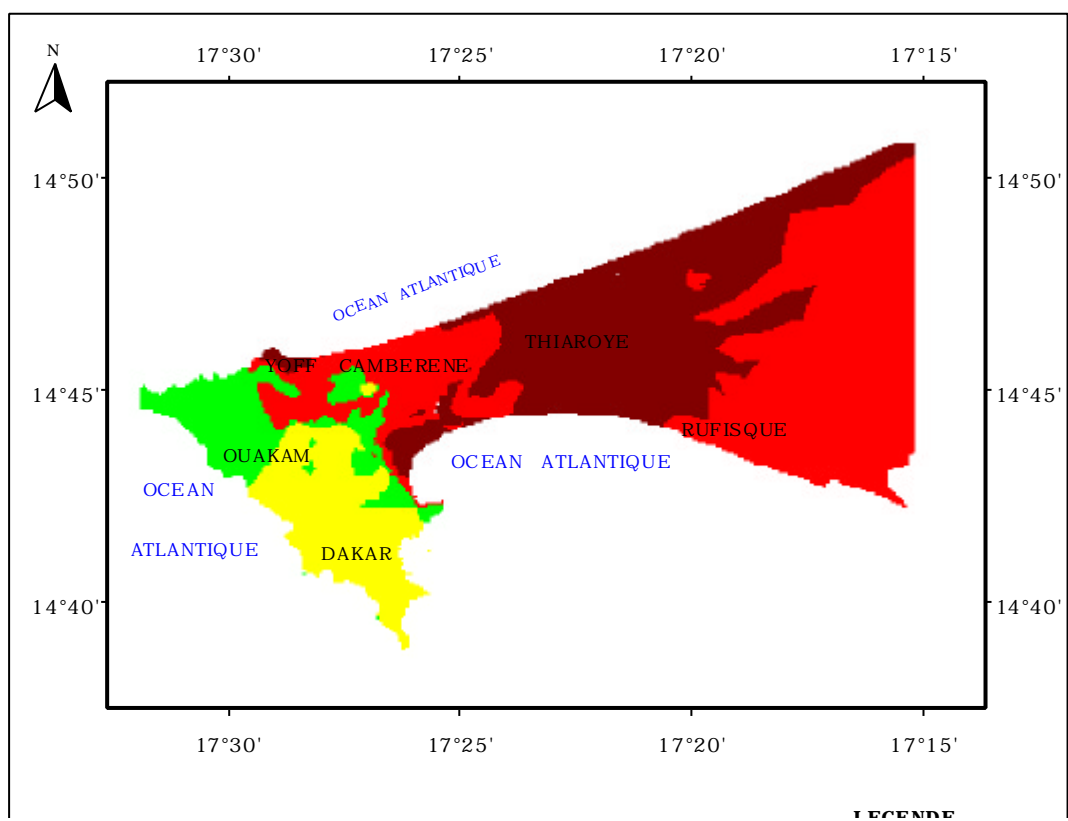 N
17°30' 17°25' 17°20' 17°15'
14°50' 14°50'
OCEAN ATLANTIQUE
THIAROYE
YOFF CAMBERENE
14°45' 14°45'
RUFISQUE
OUAKAM
OCEAN ATLANTIQUE
OCEAN
ATLANTIQUE
DAKAR
14°40' 14°40'
17°30' 17°25' 17°20' 17°15'
LEGENDE